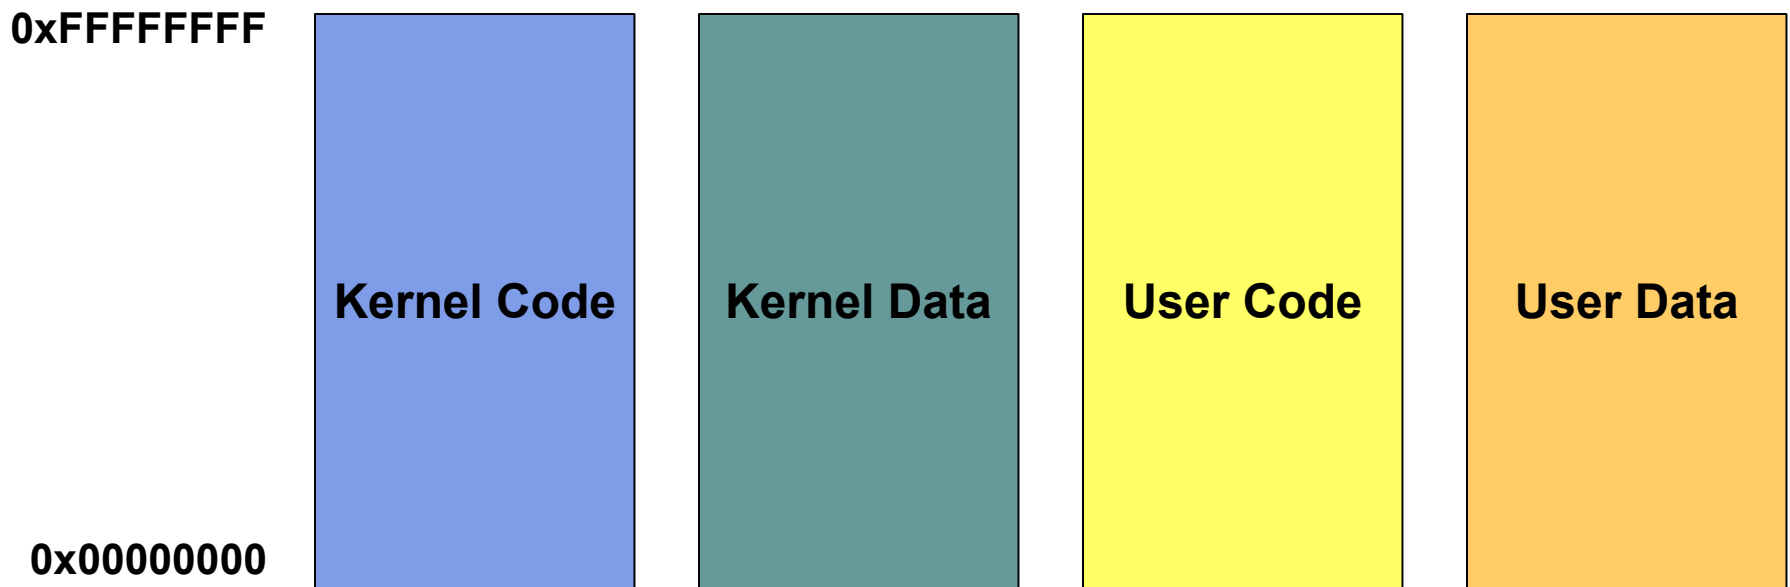 0xFFFFFFFF
Kernel Code
Kernel Data
User Code
User Data
0x00000000